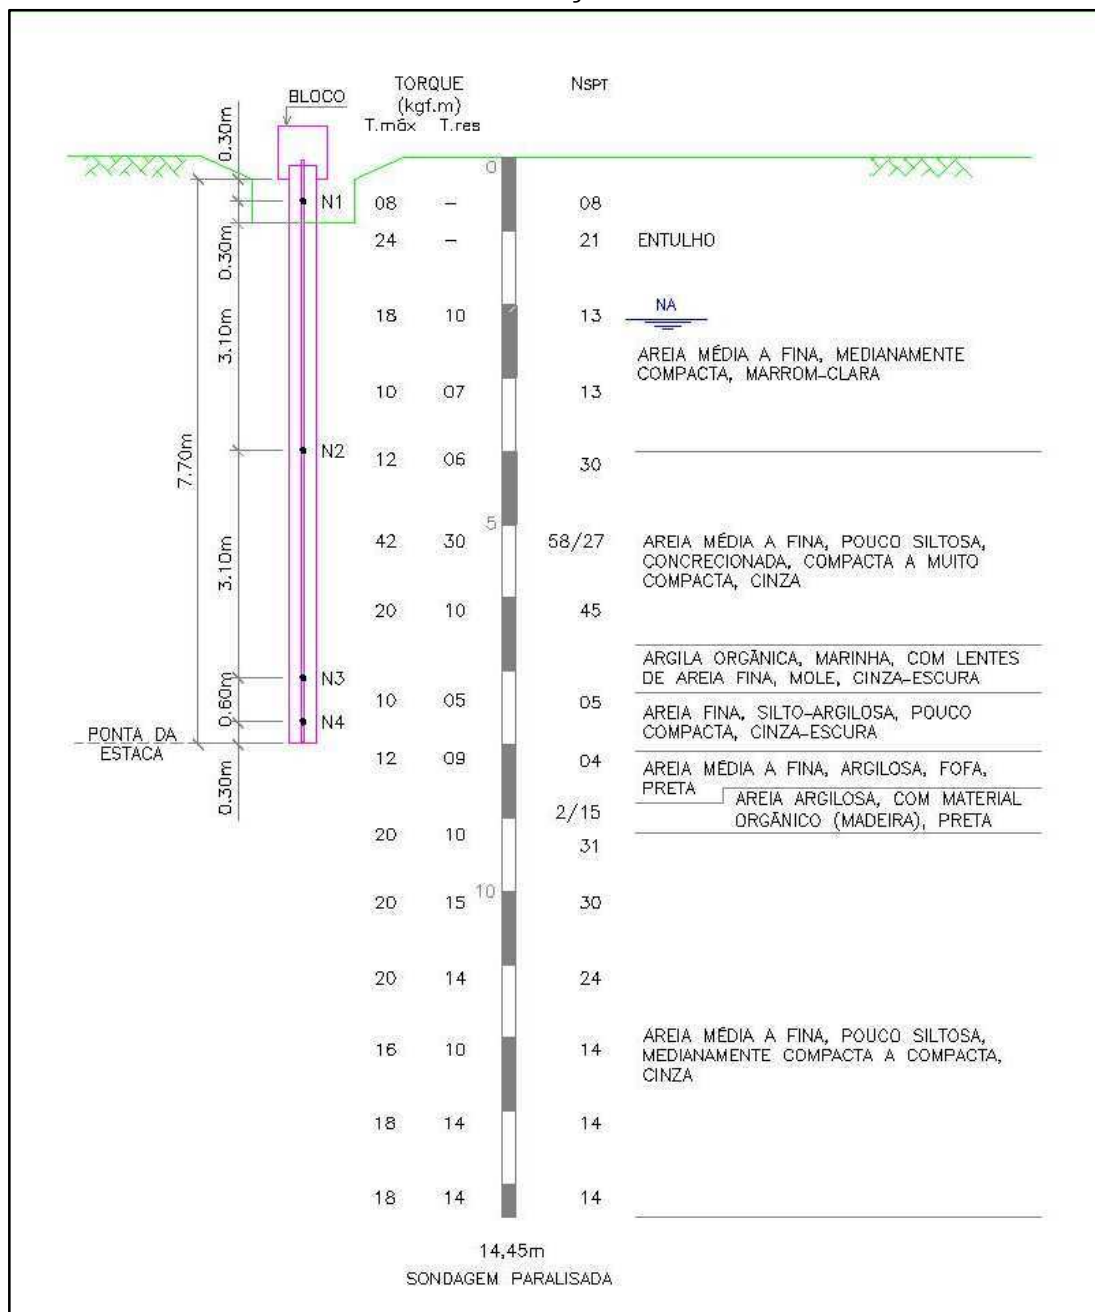 TORQUE
(kgf.m)
T.máx T.res
NSPT
BLOCO
0.30m
0
N1 08 – 08
24 – 21 ENTULHO
0.30m
NA
18 10 13
3.10m
AREIA MÉDIA A FINA, MEDIANAMENTE
COMPACTA, MARROM-CLARA
10 07 13
N2
12 06 30
7.70m
5
42 30 58/27
AREIA MÉDIA A FINA, POUCO SILTOSA,
CONCRECIONADA, COMPACTA A MUITO
COMPACTA, CINZA
3.10m
20 10 45
ARGILA ORGÂNICA, MARINHA, COM LENTES
DE AREIA FINA, MOLE, CINZA-ESCURA
N3
10 05 05
0.60m
AREIA FINA, SILTO-ARGILOSA, POUCO
COMPACTA, CINZA-ESCURA
N4
PONTA DA
ESTACA
12 09 04
AREIA MÉDIA A FINA, ARGILOSA, FOFA,
PRETA
0.30m
2/15
AREIA ARGILOSA, COM MATERIAL
ORGÂNICO (MADEIRA), PRETA
20 10 31
10
20 15 30
20 14 24
16 10 14
AREIA MÉDIA A FINA, POUCO SILTOSA,
MEDIANAMENTE COMPACTA A COMPACTA,
CINZA
18 14 14
18 14 14
14,45m
SONDAGEM PARALISADA